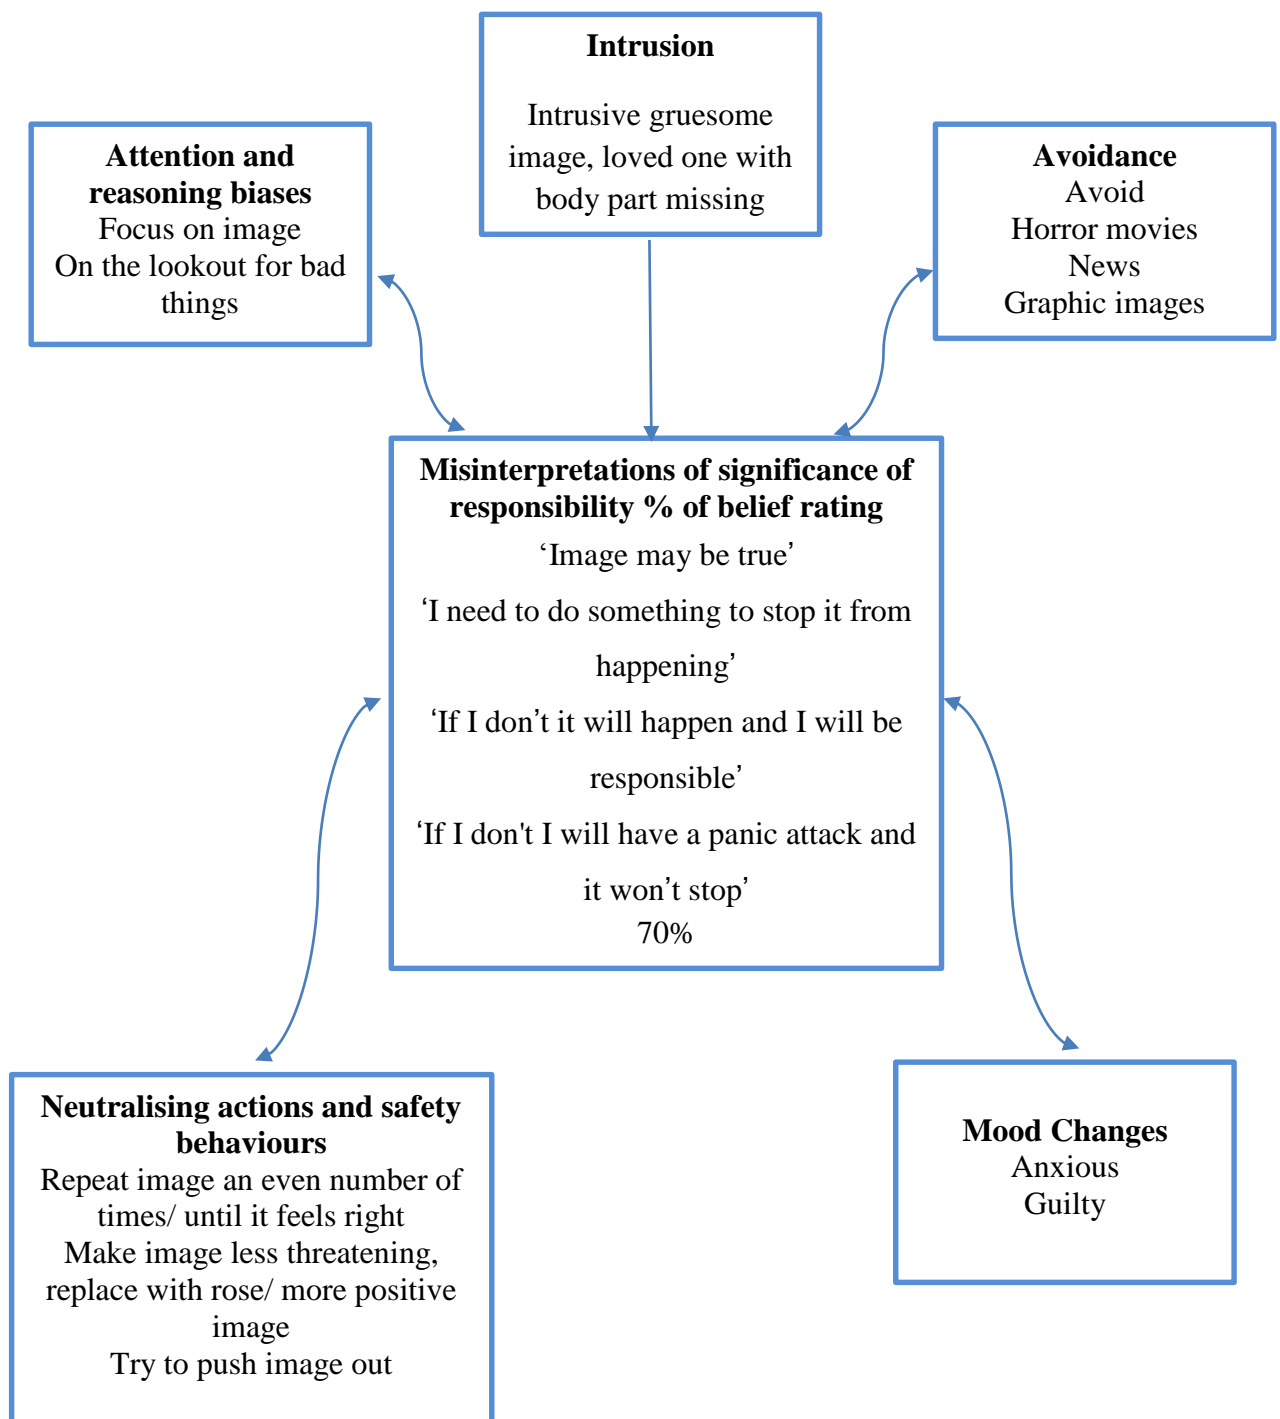 Intrusion
Intrusive gruesome
image, loved one with
body part missing
Attention and
reasoning biases
Focus on image
On the lookout for bad
things
Avoidance
Avoid
Horror movies
News
Graphic images
Misinterpretations of significance of
responsibility % of belief rating
‘Image may be true’
‘I need to do something to stop it from
happening’
‘If I don’t it will happen and I will be
responsible’
‘If I don't I will have a panic attack and
it won’t stop’
70%
Neutralising actions and safety
behaviours
Repeat image an even number of
times/ until it feels right
Make image less threatening,
replace with rose/ more positive
image
Try to push image out
Mood Changes
Anxious
Guilty